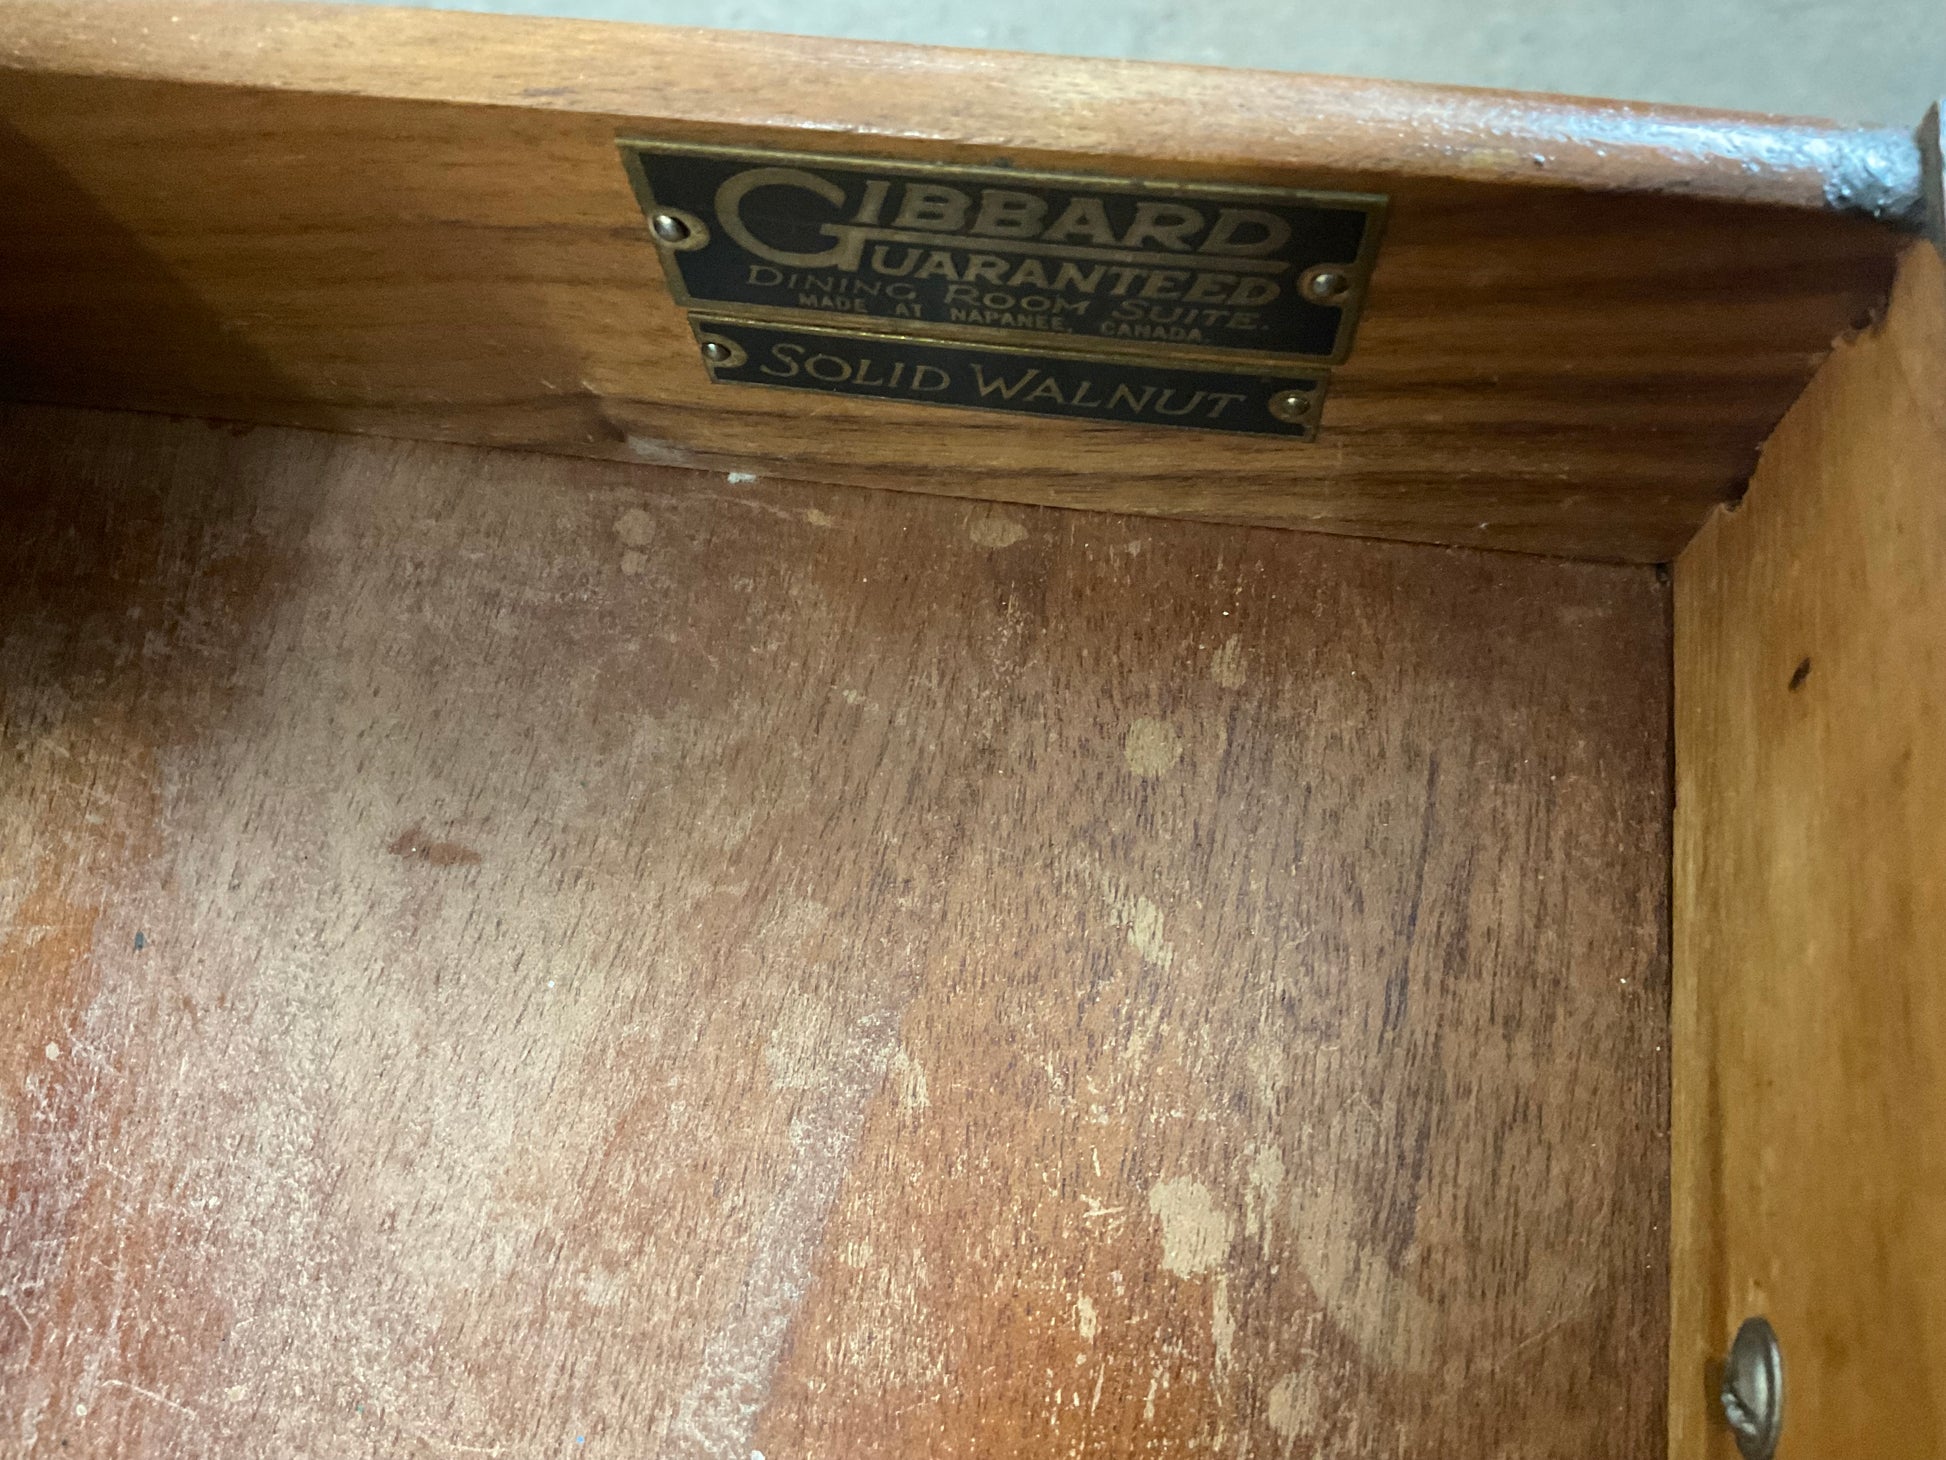 GIBBARD
GUARANTEED
DINING ROOM SUITE.
MADE AT NAPANEE, CANADA.
SOLID WALNUT